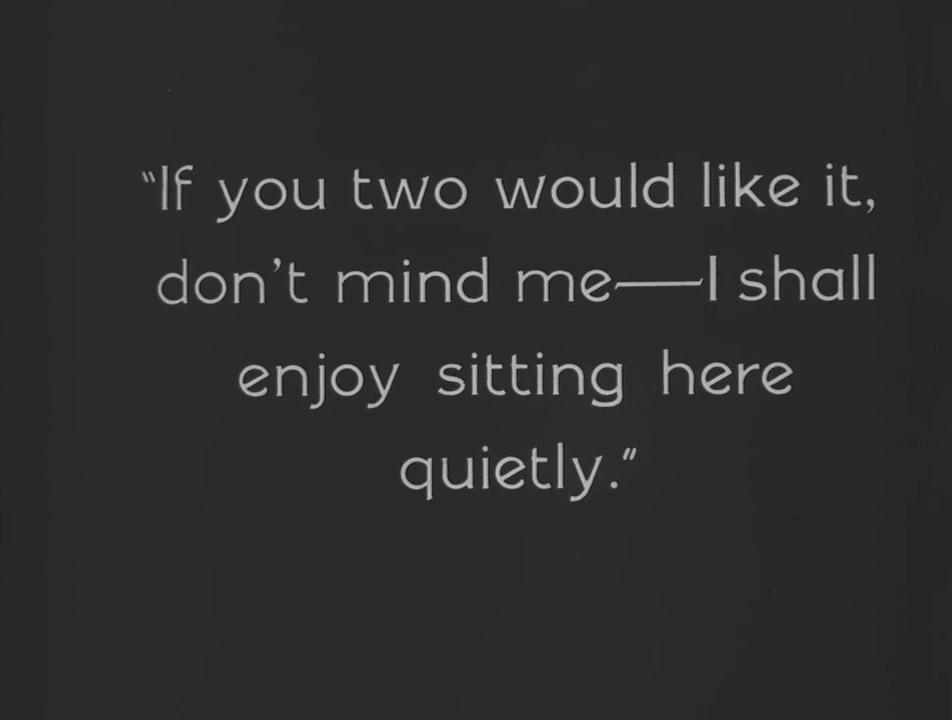 "If you two would like it,
don't mind me—I shall
enjoy sitting here
quietly."